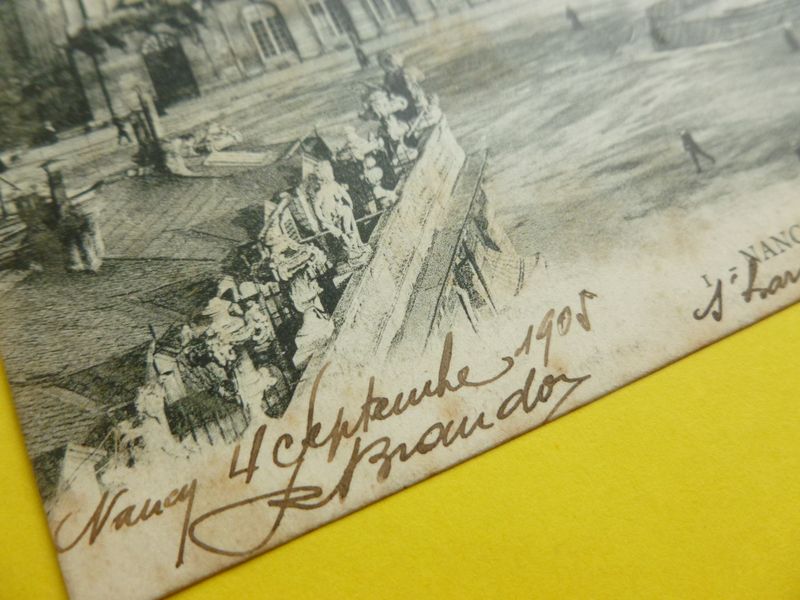 1 - NANC
Nancy 4 Septembre 1905
Brandon